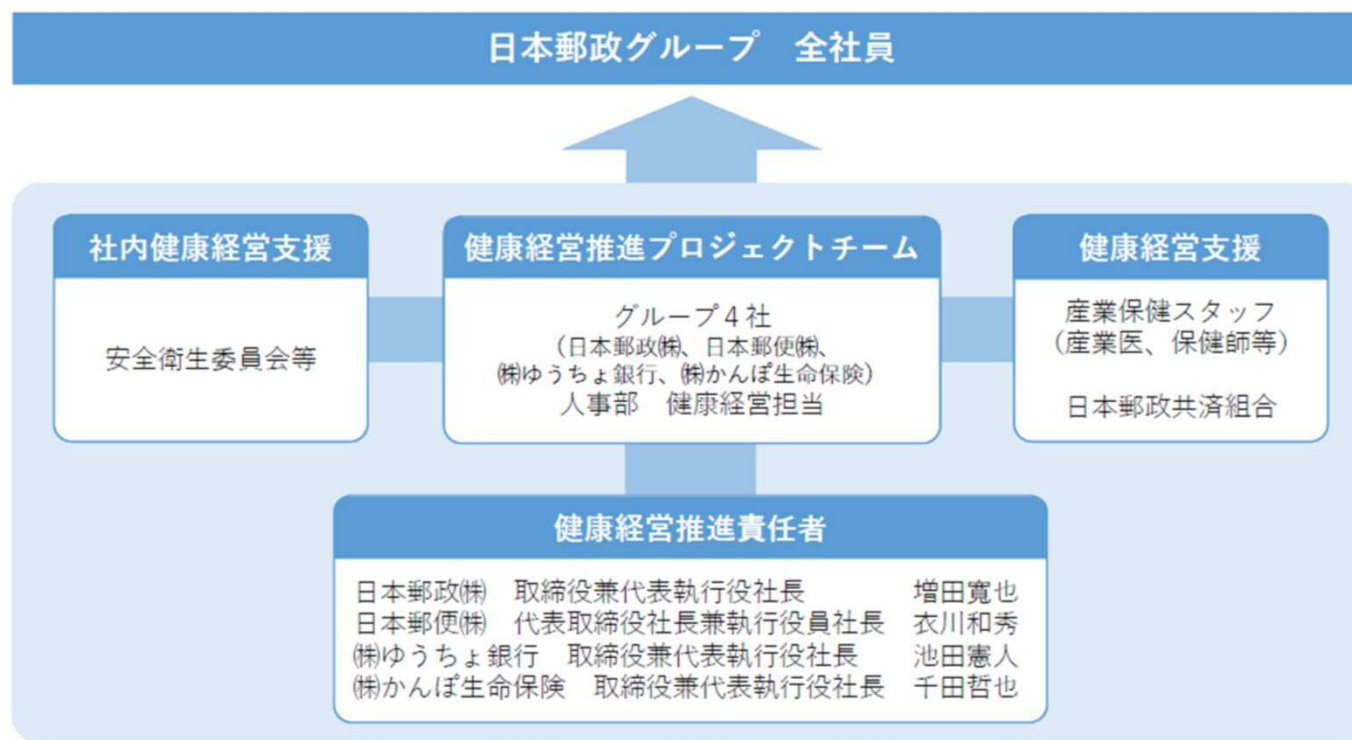 日本郵政グループ　全社員
社内健康経営支援
安全衛生委員会等
健康経営推進プロジェクトチーム
グループ４社
（日本郵政㈱、日本郵便㈱、
㈱ゆうちょ銀行、㈱かんぽ生命保険）
人事部　健康経営担当
健康経営支援
産業保健スタッフ
（産業医、保健師等）
日本郵政共済組合
健康経営推進責任者
日本郵政㈱　取締役兼代表執行役社長　増田寬也
日本郵便㈱　代表取締役社長兼執行役員社長　衣川和秀
㈱ゆうちょ銀行　取締役兼代表執行役社長　池田憲人
㈱かんぽ生命保険　取締役兼代表執行役社長　千田哲也